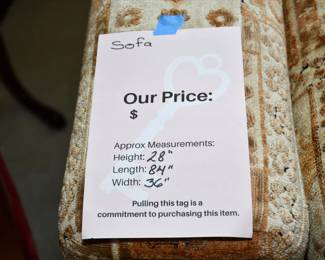 Sofa
Our Price:
$
Approx Measurements:
Height: 28"
Length: 84"
Width: 36"
Pulling this tag is a
commitment to purchasing this item.